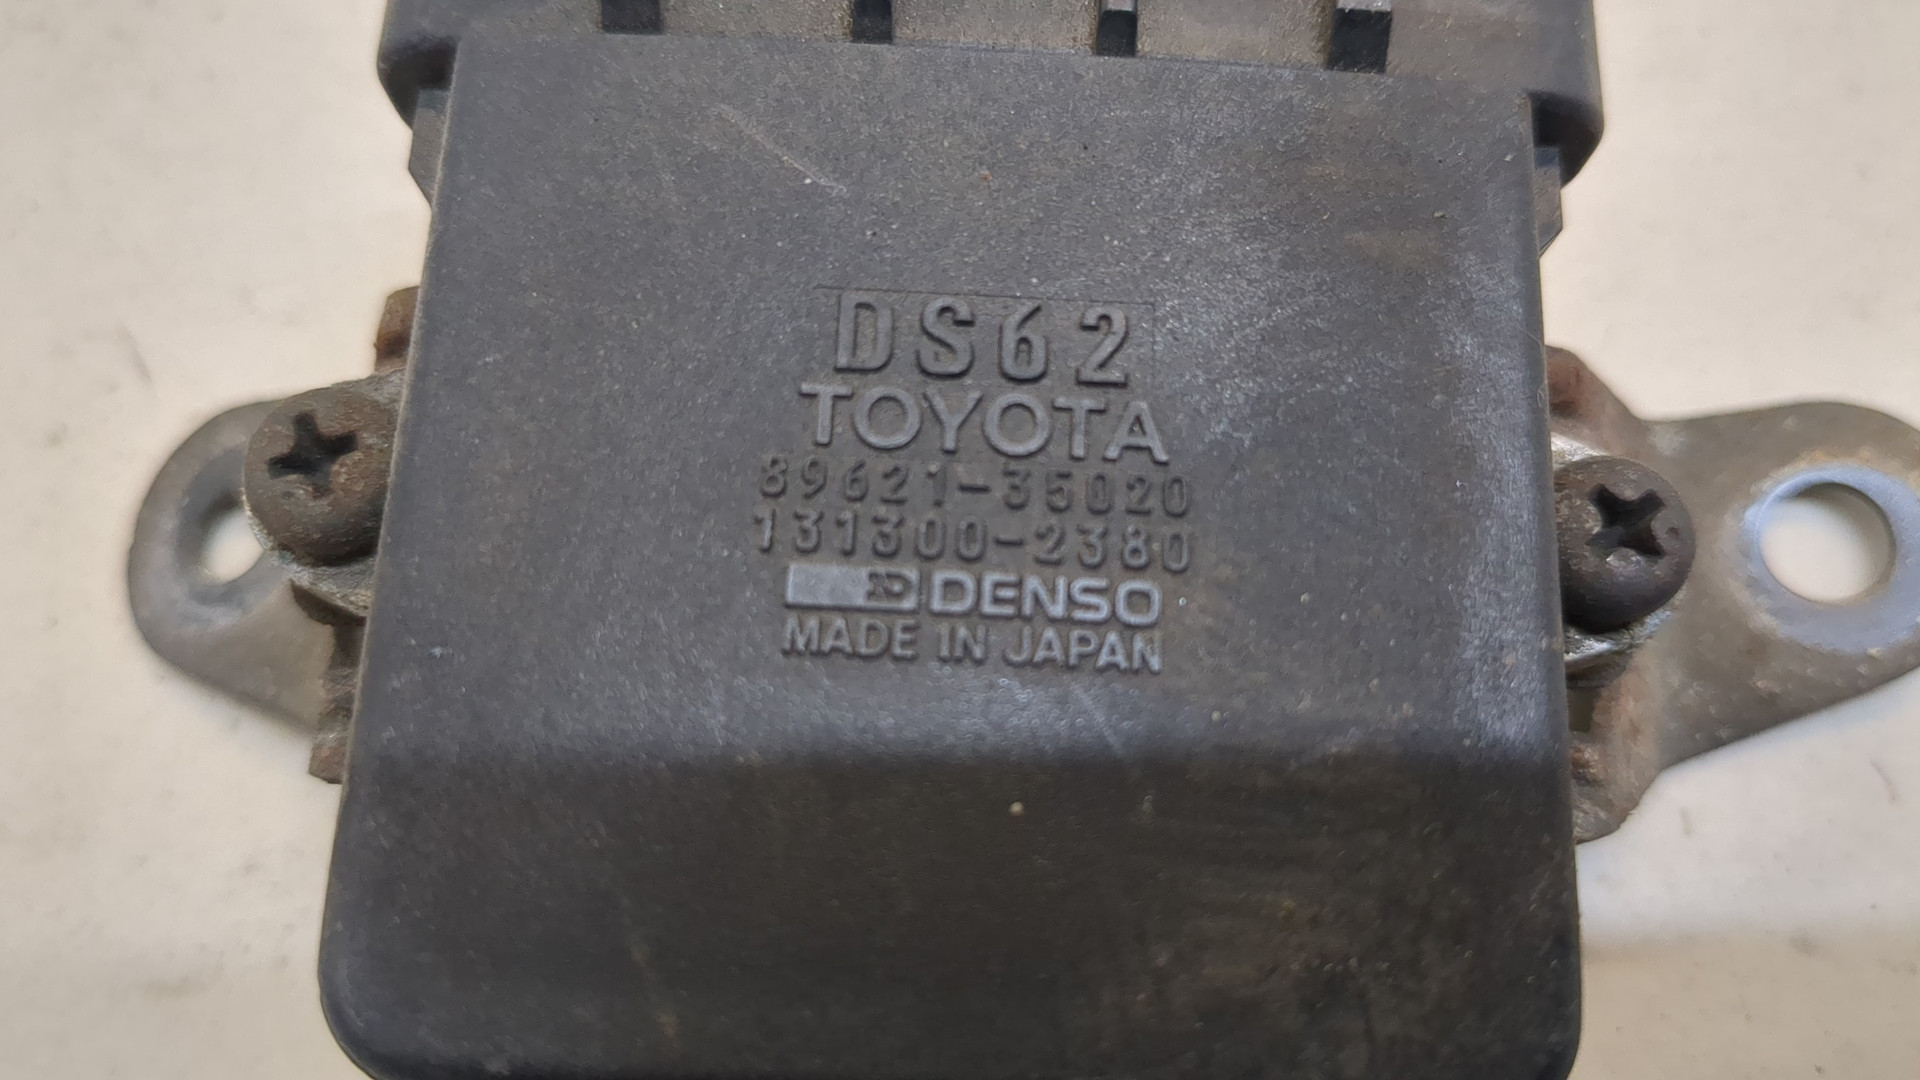 DS62
TOYOTA
89621-35020
131300-2380
DENSO
MADE IN JAPAN